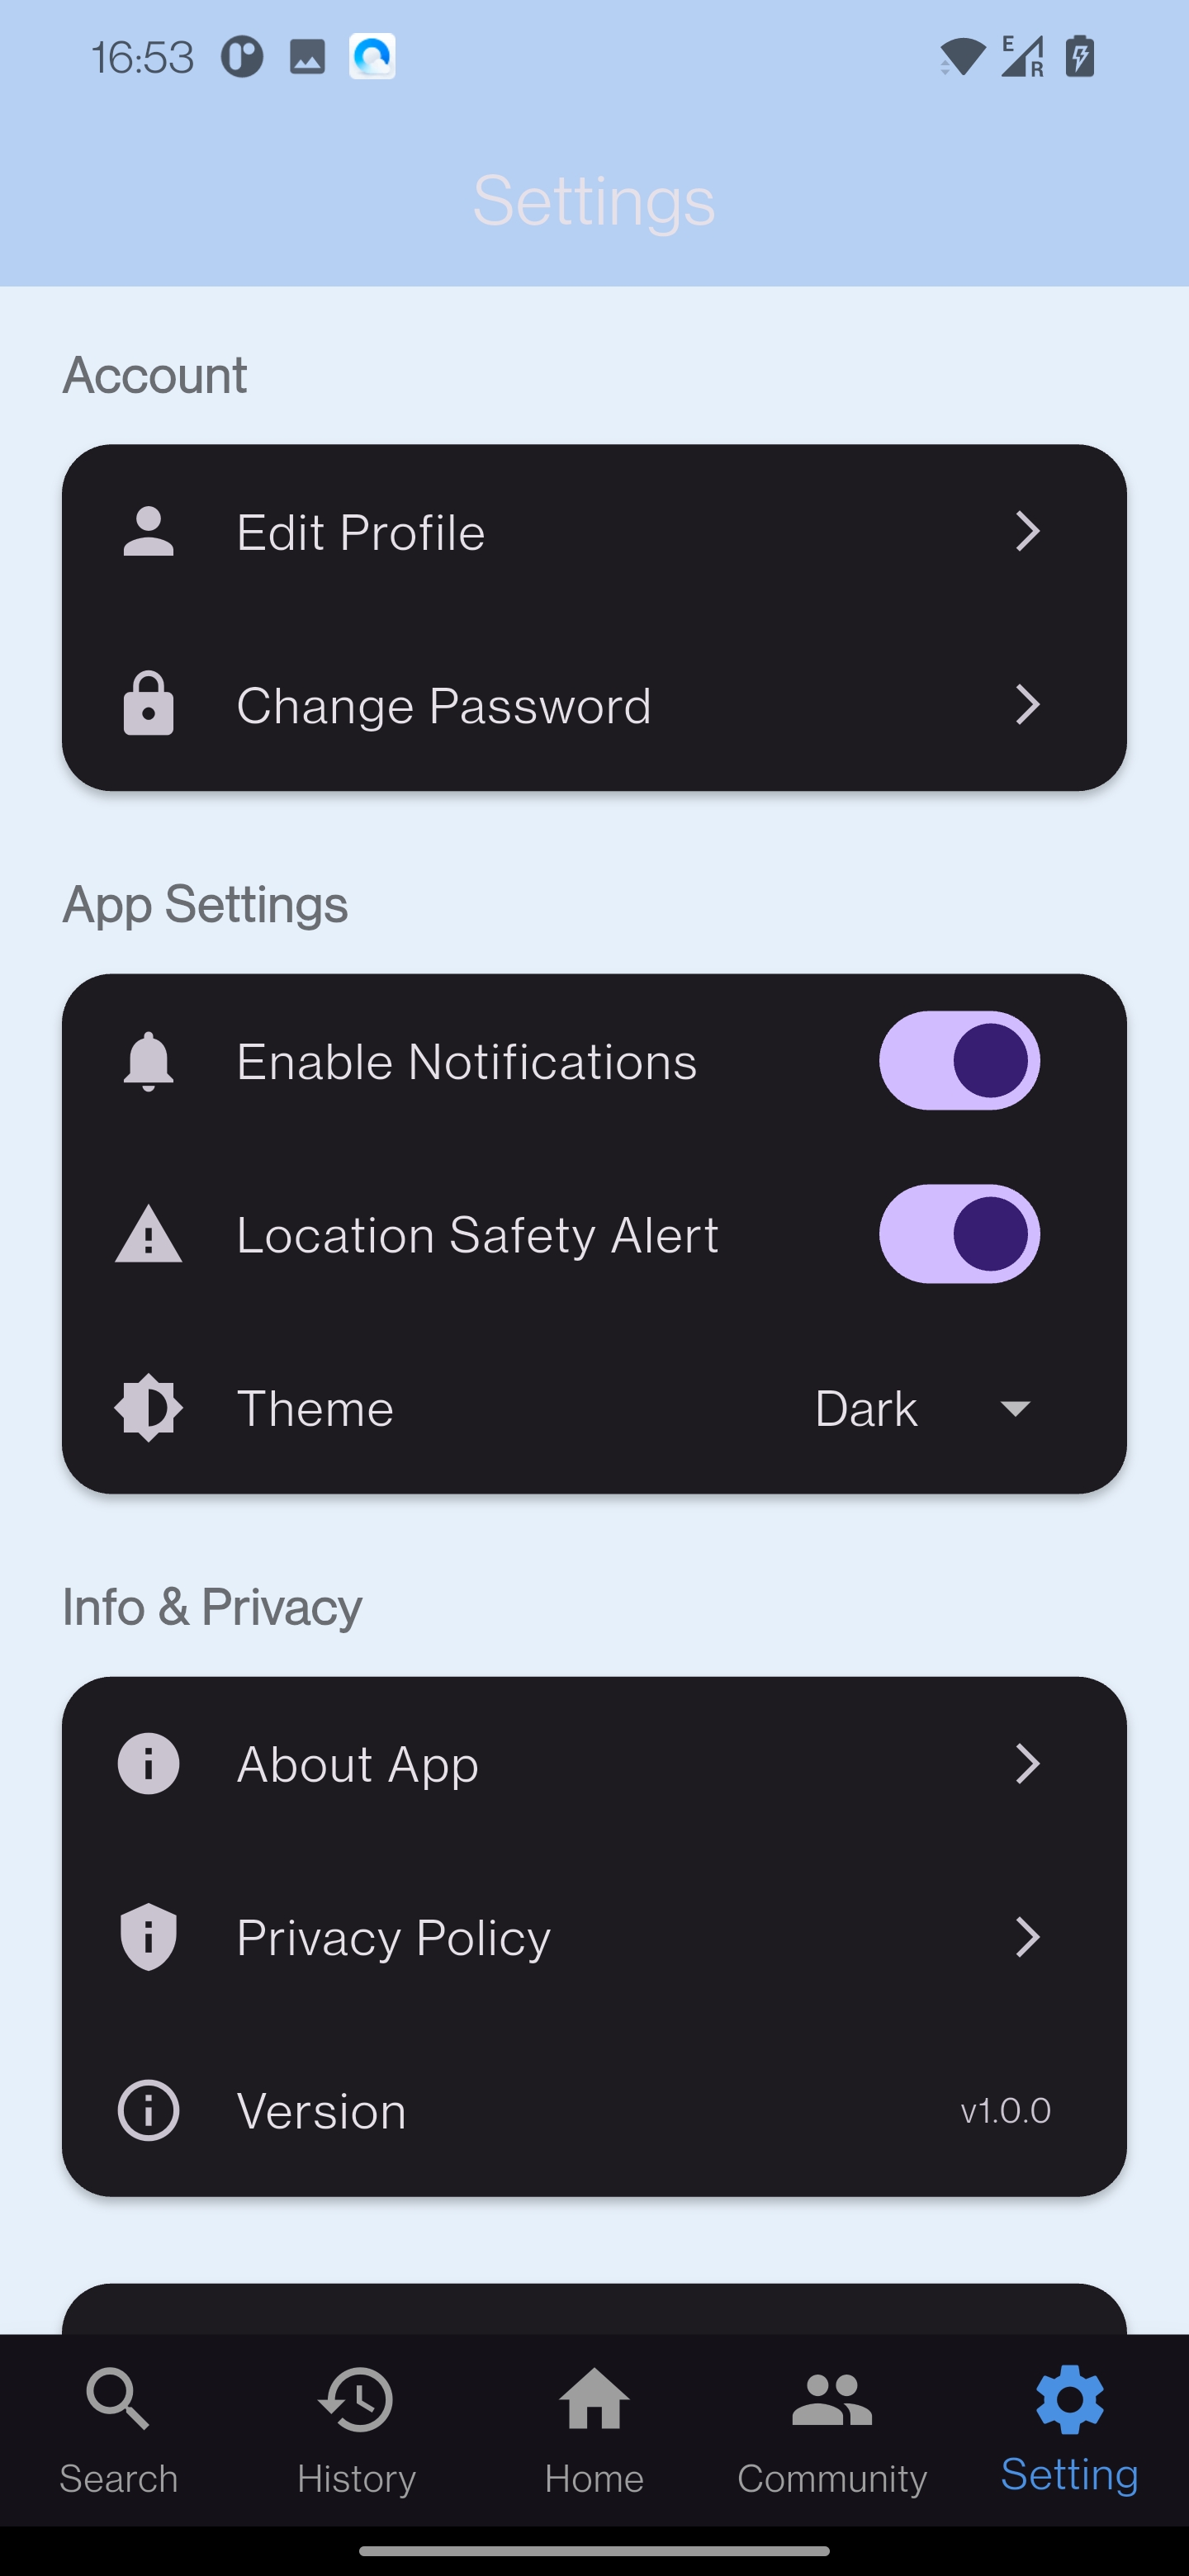 16:53
E
R
Settings
Account
Edit Profile
Change Password
App Settings
Enable Notifications
Location Safety Alert
Theme Dark
Info & Privacy
About App
Privacy Policy
Version v1.0.0
Search History Home Community Setting